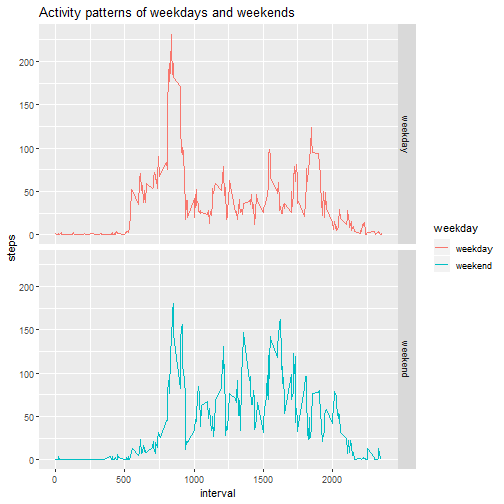 Activity patterns of weekdays and weekends
steps
200
150
100
50
0
weekday
200
150
100
50
0
weekend
0
500
1000
1500
2000
interval
weekday
weekday
weekend